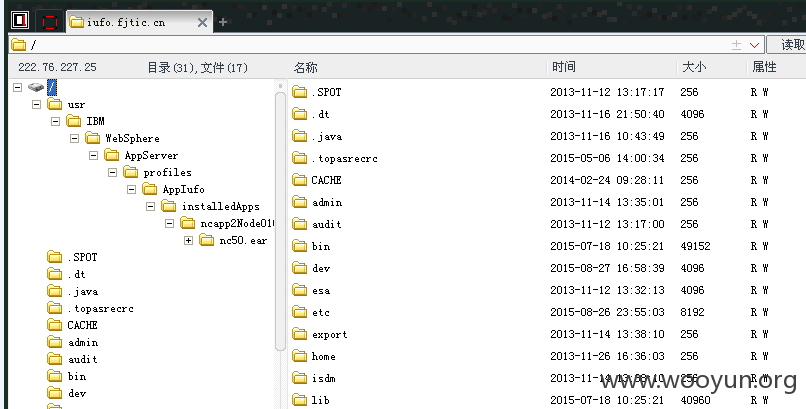 iufo.fjtic.cn
/
读取
222.76.227.25 目录(31),文件(17) 名称 时间 大小 属性
/
usr
IBM
WebSphere
AppServer
profiles
AppIufo
installedApps
ncapp2Node01
nc50.ear
.SPOT
.dt
.java
.topasrecrc
CACHE
admin
audit
bin
dev
.SPOT 2013-11-12 13:17:17 256 R W
.dt 2013-11-16 21:50:40 4096 R W
.java 2013-11-16 10:43:49 256 R W
.topasrecrc 2015-05-06 14:00:34 256 R W
CACHE 2014-02-24 09:28:11 256 R W
admin 2013-11-14 13:35:01 256 R W
audit 2013-11-12 13:17:00 256 R W
bin 2015-07-18 10:25:21 49152 R W
dev 2015-08-27 16:58:39 4096 R W
esa 2013-11-12 13:32:13 4096 R W
etc 2015-08-26 23:55:03 8192 R W
export 2013-11-14 13:38:10 256 R W
home 2013-11-26 16:36:03 256 R W
isdm 2013-11-14 13:38:10 256 R W
lib 2015-07-18 10:25:21 40960 R W
www.wooyun.org